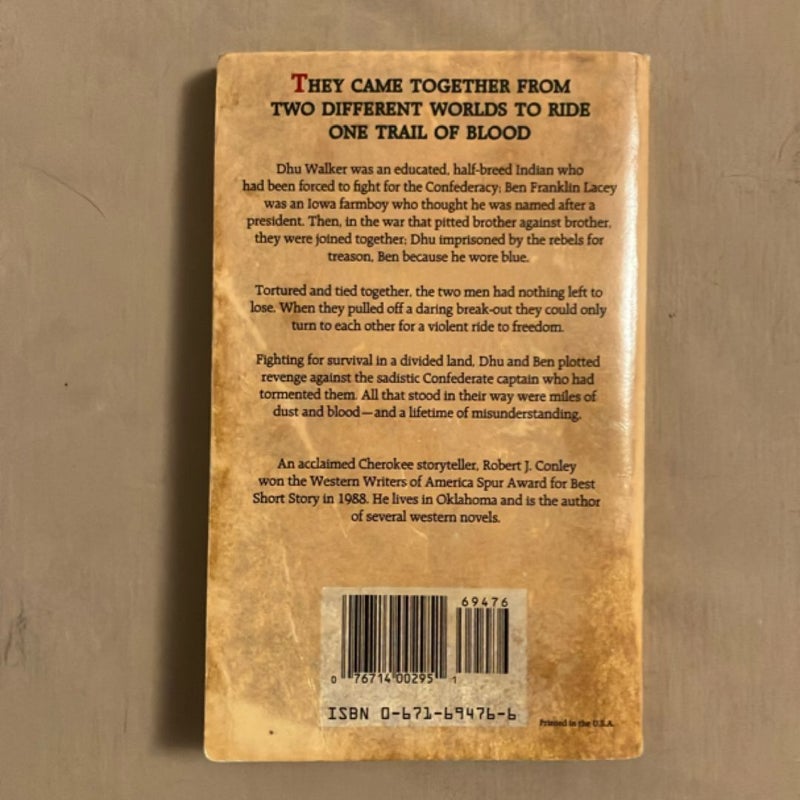 THEY CAME TOGETHER FROM
TWO DIFFERENT WORLDS TO RIDE
ONE TRAIL OF BLOOD
Dhu Walker was an educated, half-breed Indian who
had been forced to fight for the Confederacy; Ben Franklin Lacey
was an Iowa farmboy who thought he was named after a
president. Then, in the war that pitted brother against brother,
they were joined together; Dhu imprisoned by the rebels for
treason, Ben because he wore blue.
Tortured and tied together, the two men had nothing left to
lose. When they pulled off a daring break-out they could only
turn to each other for a violent ride to freedom.
Fighting for survival in a divided land, Dhu and Ben plotted
revenge against the sadistic Confederate captain who had
tormented them. All that stood in their way were miles of
dust and blood—and a lifetime of misunderstanding.
An acclaimed Cherokee storyteller, Robert J. Conley
won the Western Writers of America Spur Award for Best
Short Story in 1988. He lives in Oklahoma and is the author
of several western novels.
69476
0 76714 00295 1
ISBN 0-671-69476-6
Printed in the U.S.A.